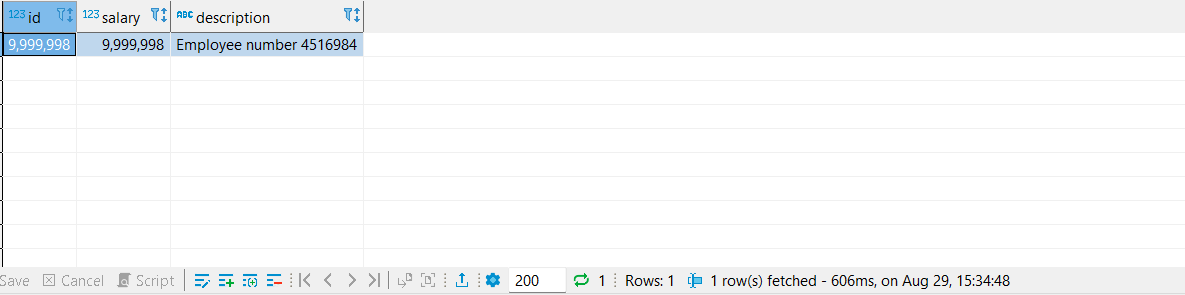 123 id 123 salary ABC description
9,999,998 9,999,998 Employee number 4516984
Save Cancel Script 200 1 Rows: 1 1 row(s) fetched - 606ms, on Aug 29, 15:34:48